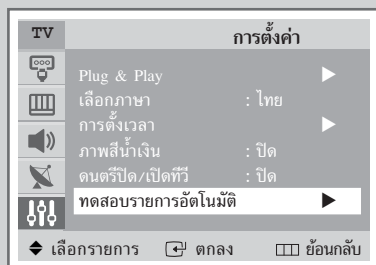 TV การตั้งค่า
Plug & Play
เลือกภาษา : ไทย
การตั้งเวลา
ภาพสีน้ำเงิน : ปิด
ดนตรีปิด/เปิดทีวี : ปิด
ทดสอบรายการอัตโนมัติ
เลือกรายการ ตกลง ย้อนกลับ